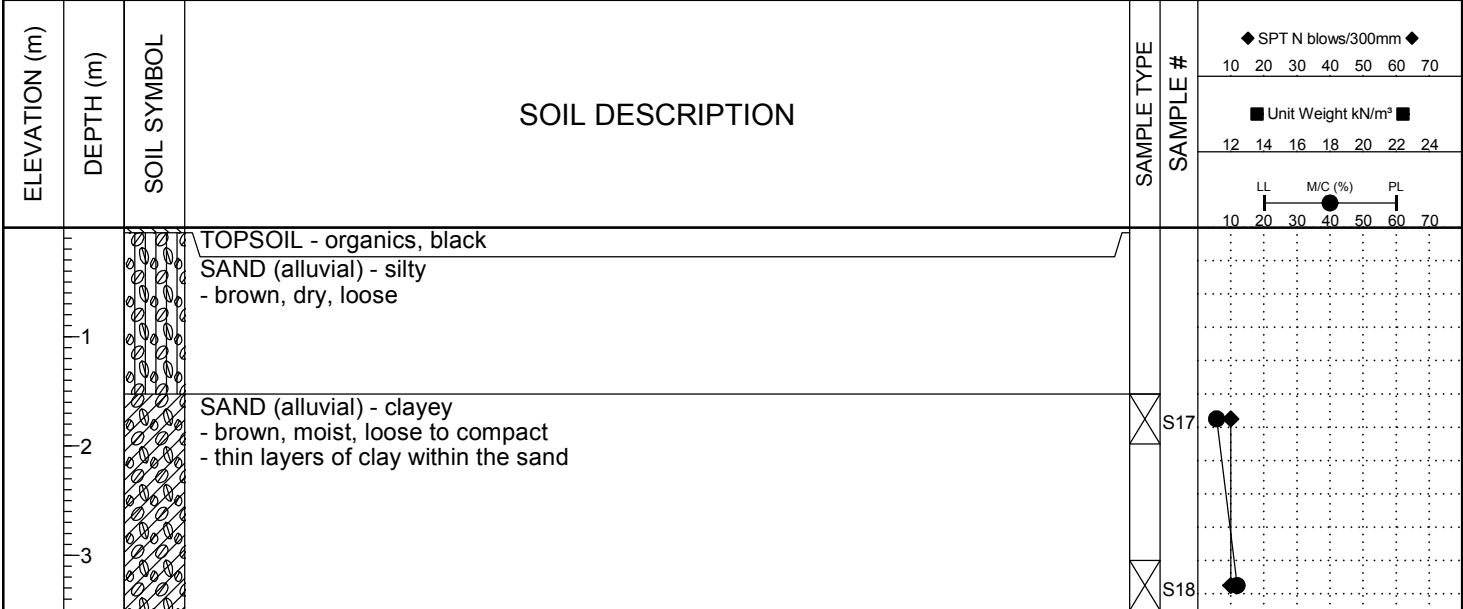 ELEVATION (m)
DEPTH (m)
SOIL SYMBOL
SOIL DESCRIPTION
SAMPLE TYPE
SAMPLE #
◆ SPT N blows/300mm ◆
10 20 30 40 50 60 70
■ Unit Weight kN/m³ ■
12 14 16 18 20 22 24
LL M/C (%) PL
10 20 30 40 50 60 70
TOPSOIL - organics, black
SAND (alluvial) - silty
- brown, dry, loose
1
SAND (alluvial) - clayey
- brown, moist, loose to compact
- thin layers of clay within the sand
S17
2
3
S18